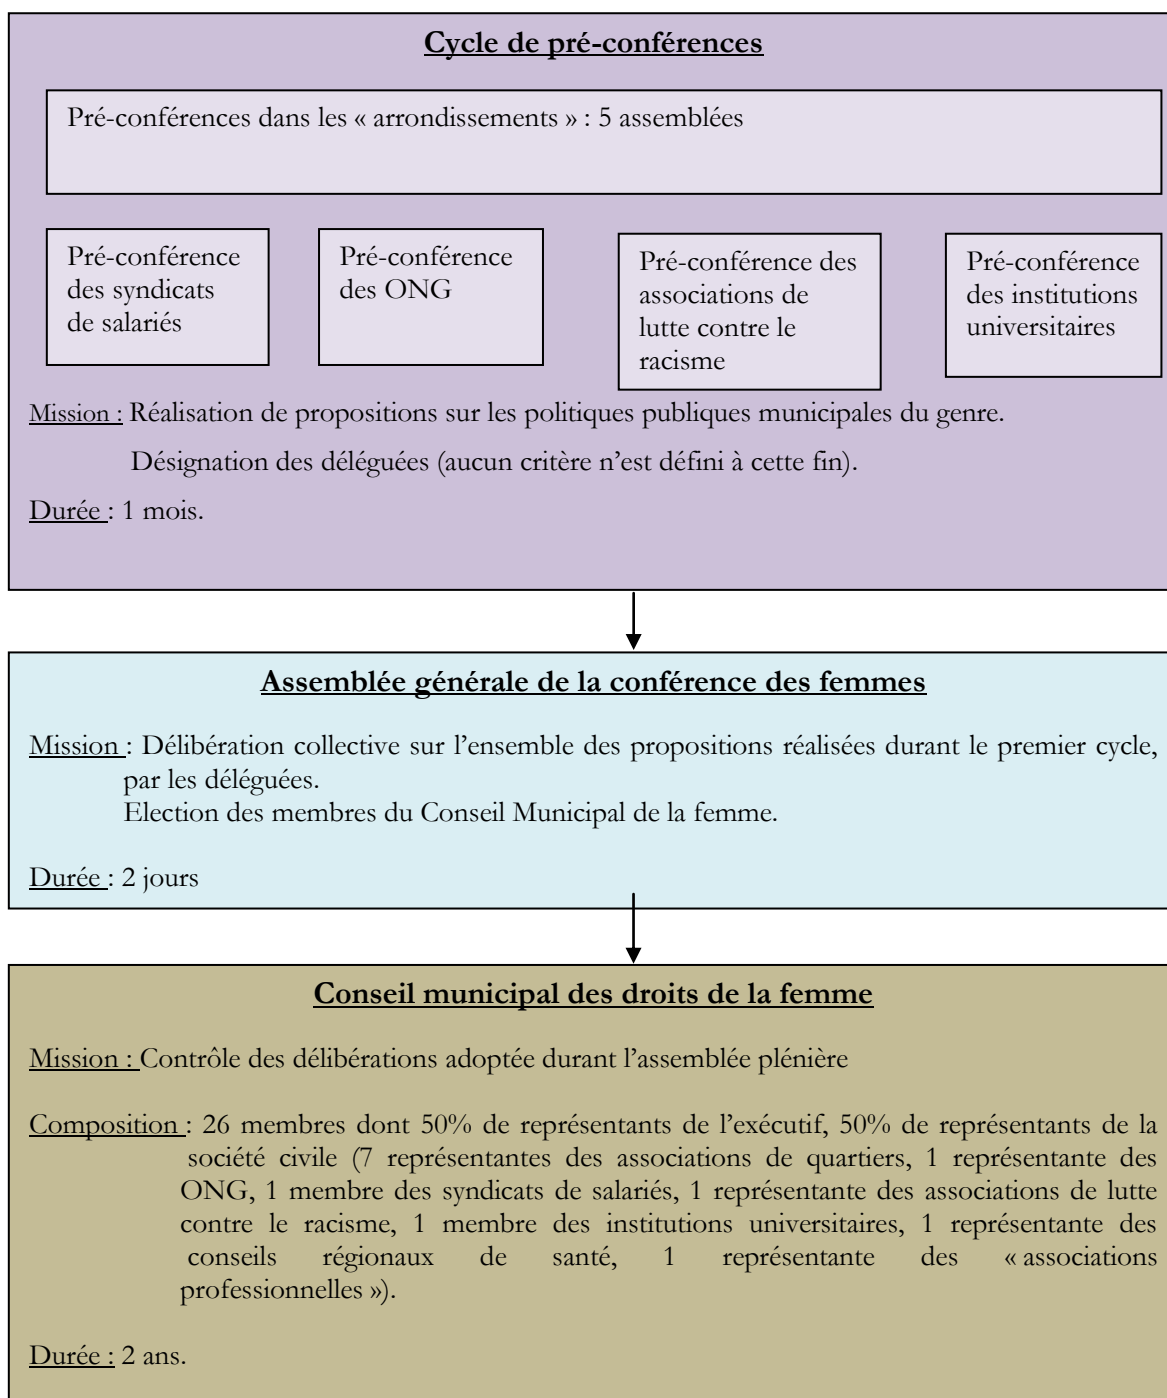 Cycle de pré-conférences
Pré-conférences dans les « arrondissements » : 5 assemblées
Pré-conférence
des syndicats
de salariés
Pré-conférence
des ONG
Pré-conférence des
associations de
lutte contre le
racisme
Pré-conférence
des institutions
universitaires
Mission : Réalisation de propositions sur les politiques publiques municipales du genre.
Désignation des déléguées (aucun critère n’est défini à cette fin).
Durée : 1 mois.
Assemblée générale de la conférence des femmes
Mission : Délibération collective sur l’ensemble des propositions réalisées durant le premier cycle,
par les déléguées.
Election des membres du Conseil Municipal de la femme.
Durée : 2 jours
Conseil municipal des droits de la femme
Mission : Contrôle des délibérations adoptée durant l’assemblée plénière
Composition : 26 membres dont 50% de représentants de l’exécutif, 50% de représentants de la
société civile (7 représentantes des associations de quartiers, 1 représentante des
ONG, 1 membre des syndicats de salariés, 1 représentante des associations de lutte
contre le racisme, 1 membre des institutions universitaires, 1 représentante des
conseils régionaux de santé, 1 représentante des « associations
professionnelles »).
Durée : 2 ans.